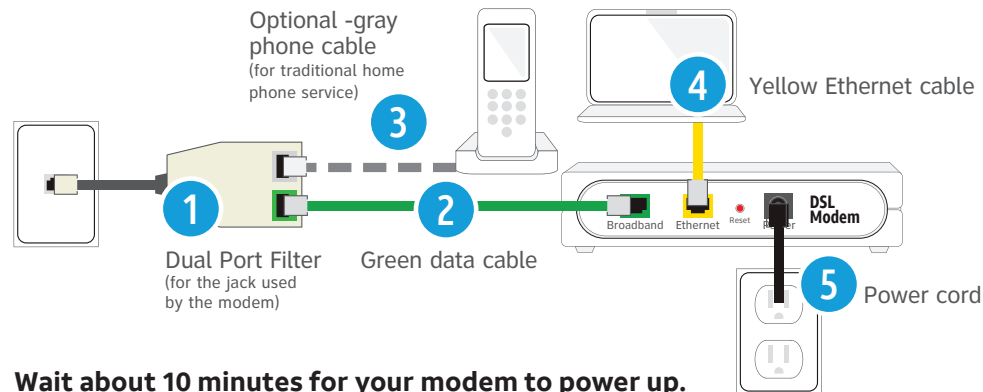 Optional -gray
phone cable
(for traditional home
phone service)
3
4
Yellow Ethernet cable
1
2
Broadband
Ethernet
Reset
Power
DSL
Modem
Dual Port Filter
(for the jack used
by the modem)
Green data cable
5
Power cord
Wait about 10 minutes for your modem to power up.